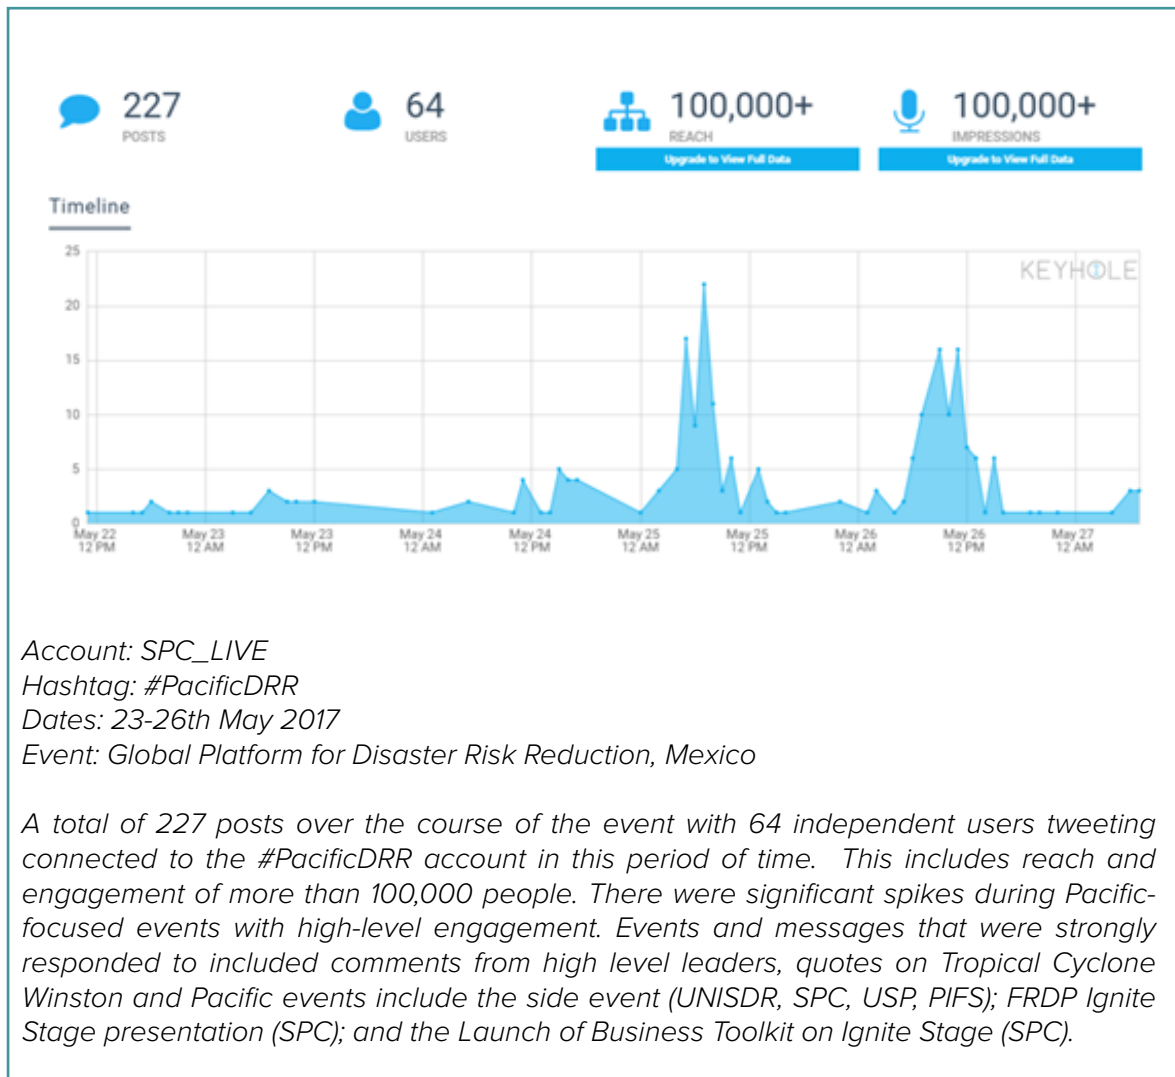 227
POSTS
64
USERS
100,000+
REACH
Upgrade to View Full Data
100,000+
IMPRESSIONS
Upgrade to View Full Data
Timeline
KEYHOLE
25
20
15
10
5
0
May 22
12 PM
May 23
12 AM
May 23
12 PM
May 24
12 AM
May 24
12 PM
May 25
12 AM
May 25
12 PM
May 26
12 AM
May 26
12 PM
May 27
12 AM
Account: SPC_LIVE
Hashtag: #PacificDRR
Dates: 23-26th May 2017
Event: Global Platform for Disaster Risk Reduction, Mexico
A total of 227 posts over the course of the event with 64 independent users tweeting
connected to the #PacificDRR account in this period of time.  This includes reach and
engagement of more than 100,000 people. There were significant spikes during Pacific-
focused events with high-level engagement. Events and messages that were strongly
responded to included comments from high level leaders, quotes on Tropical Cyclone
Winston and Pacific events include the side event (UNISDR, SPC, USP, PIFS); FRDP Ignite
Stage presentation (SPC); and the Launch of Business Toolkit on Ignite Stage (SPC).